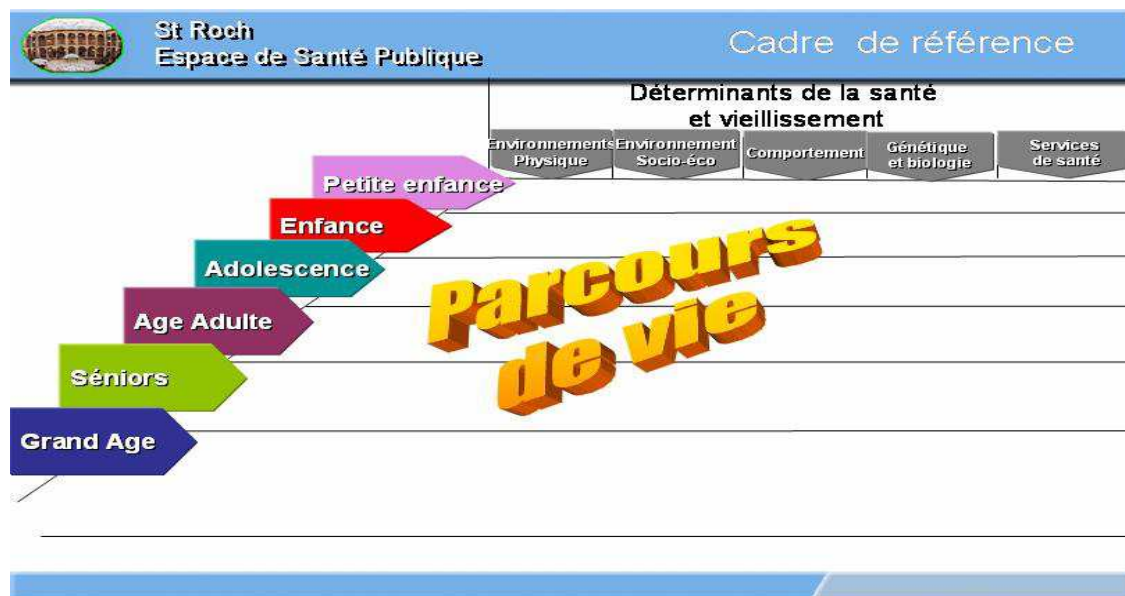 St Roch
Espace de Santé Publique
Cadre de référence
Déterminants de la santé
et vieillissement
Environnements
Physique
Environnement
Socio-éco
Comportement
Génétique
et biologie
Services
de santé
Petite enfance
Enfance
Adolescence
Age Adulte
Séniors
Grand Age
Parcours
de vie